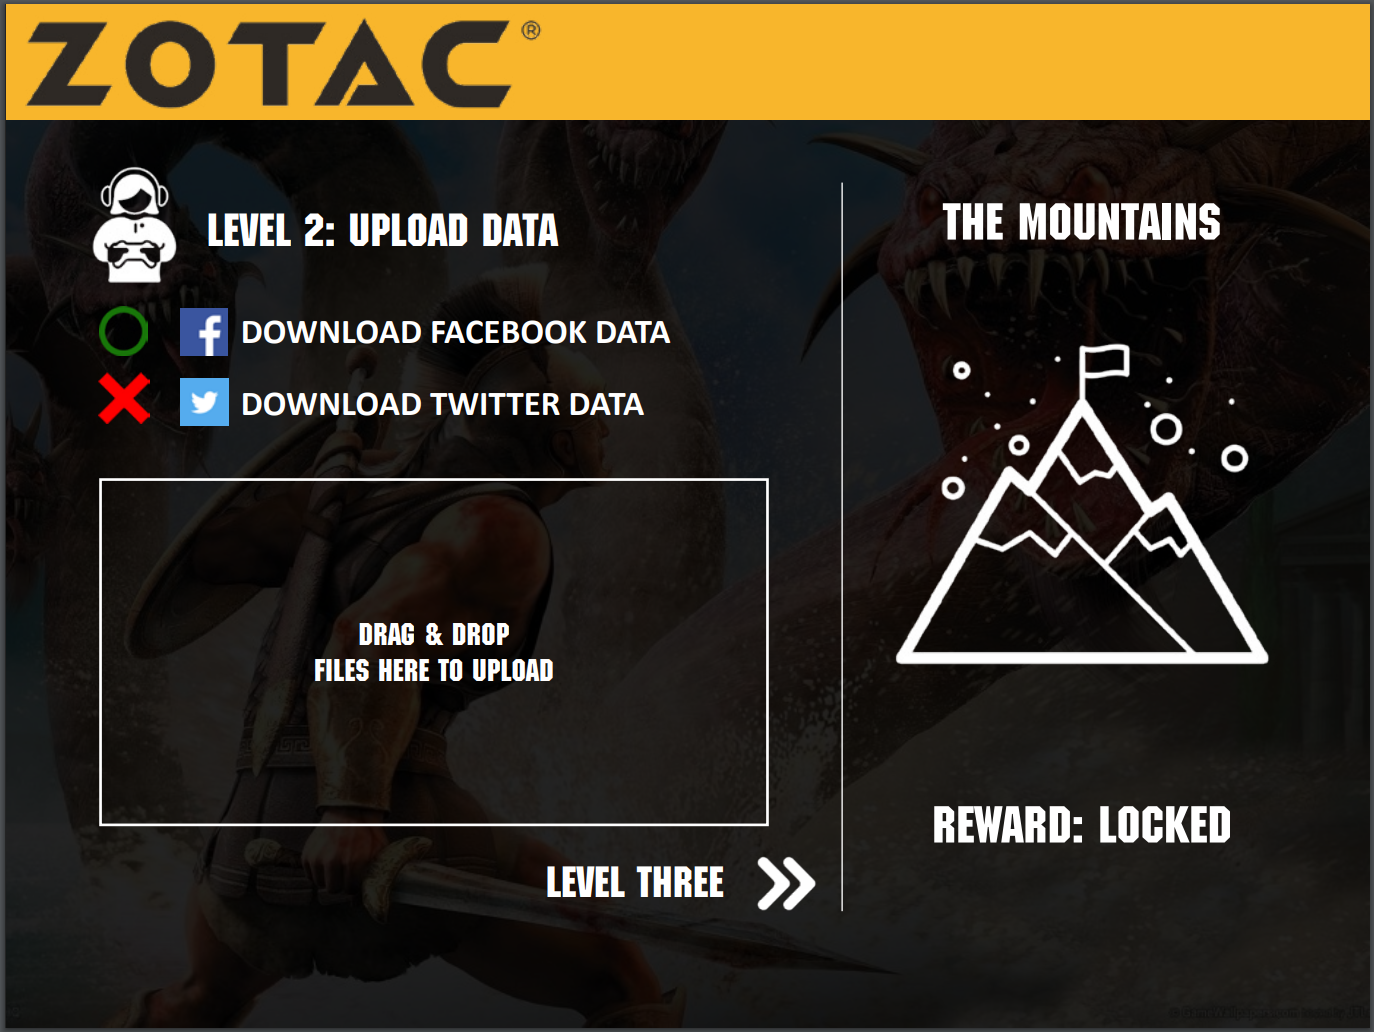 ZOTAC®
LEVEL 2: UPLOAD DATA
DOWNLOAD FACEBOOK DATA
DOWNLOAD TWITTER DATA
DRAG & DROP
FILES HERE TO UPLOAD
LEVEL THREE
THE MOUNTAINS
REWARD: LOCKED